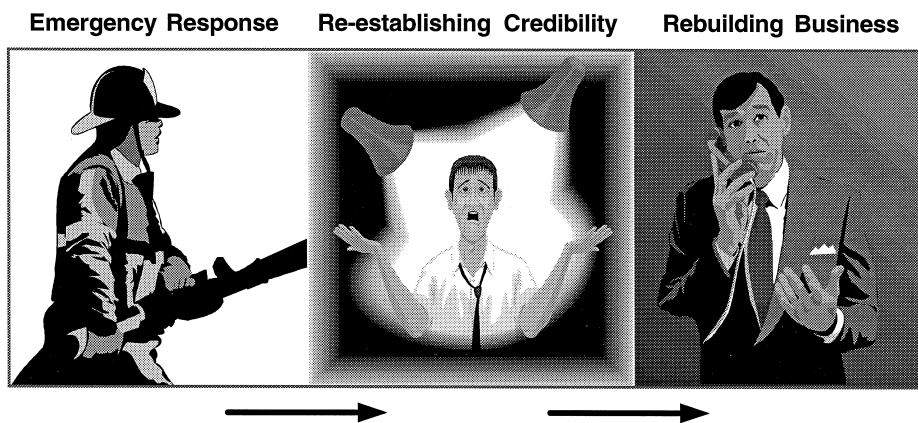 Emergency Response
Re-establishing Credibility
Rebuilding Business